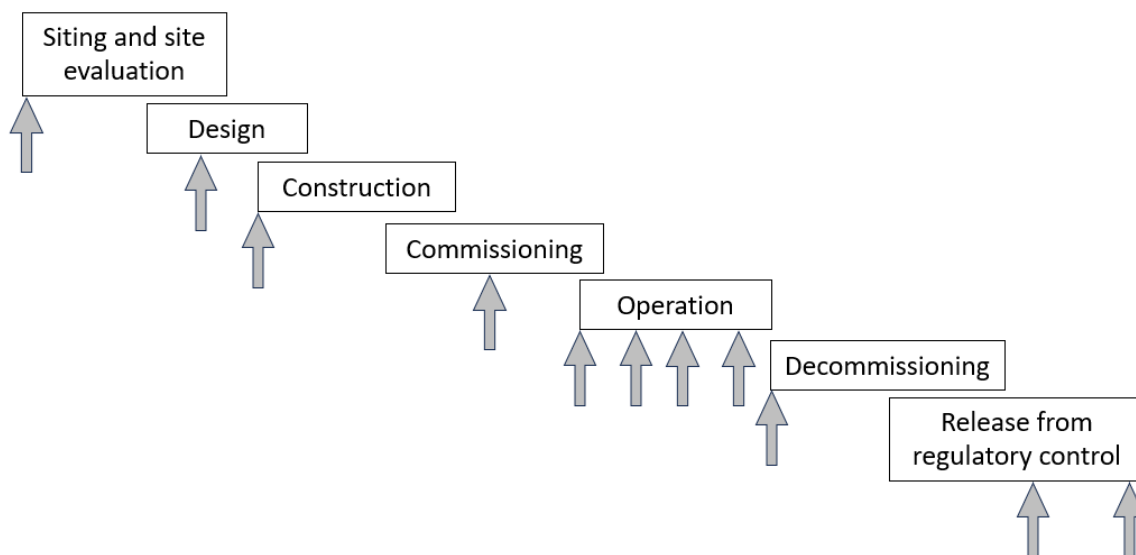 Siting and site
evaluation
Design
Construction
Commissioning
Operation
Decommissioning
Release from
regulatory control